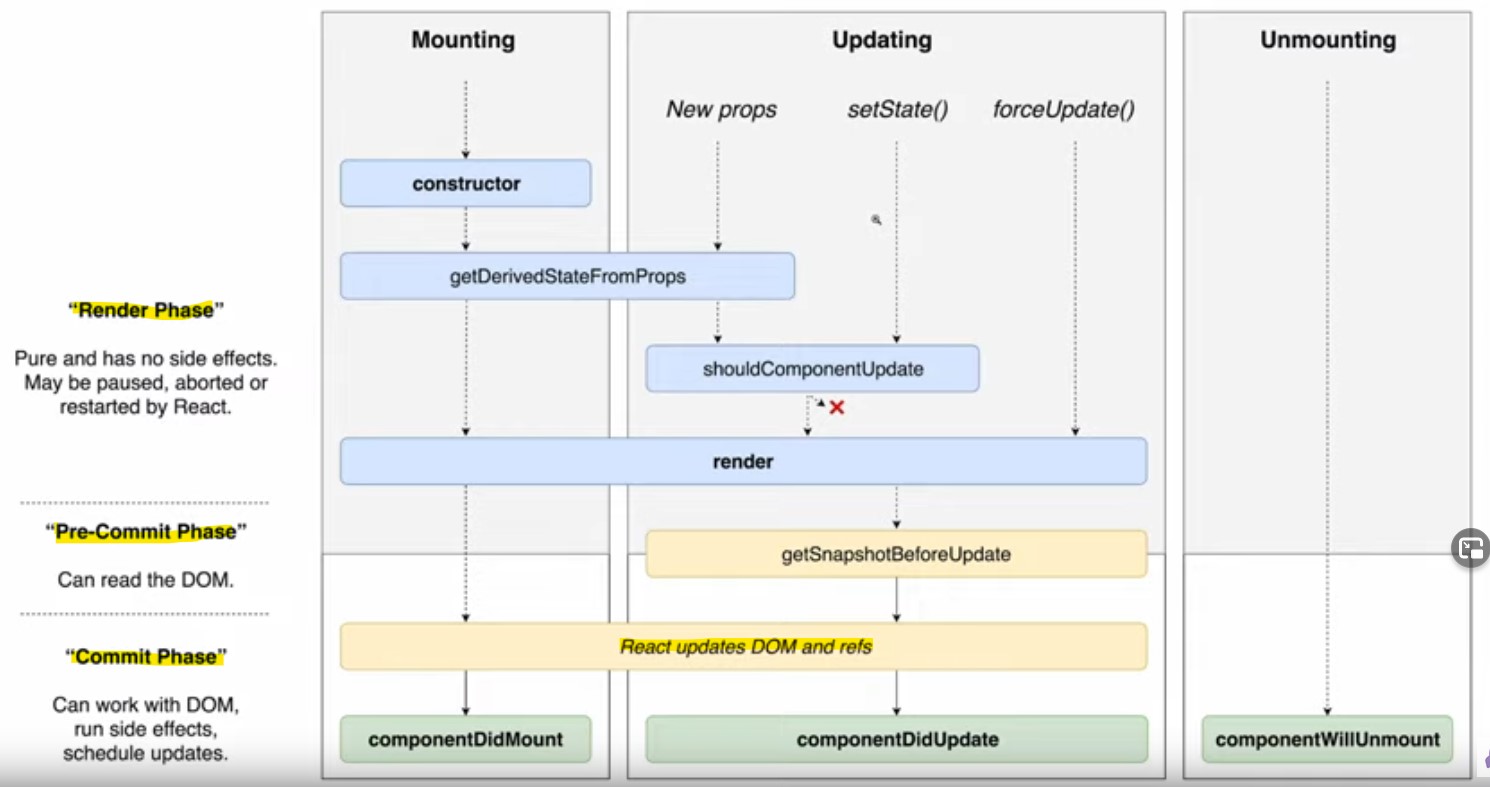 Mounting
Updating
Unmounting
New props
setState()
forceUpdate()
constructor
getDerivedStateFromProps
“Render Phase”
Pure and has no side effects.
May be paused, aborted or
restarted by React.
shouldComponentUpdate
render
“Pre-Commit Phase”
Can read the DOM.
getSnapshotBeforeUpdate
React updates DOM and refs
“Commit Phase”
Can work with DOM,
run side effects,
schedule updates.
componentDidMount
componentDidUpdate
componentWillUnmount